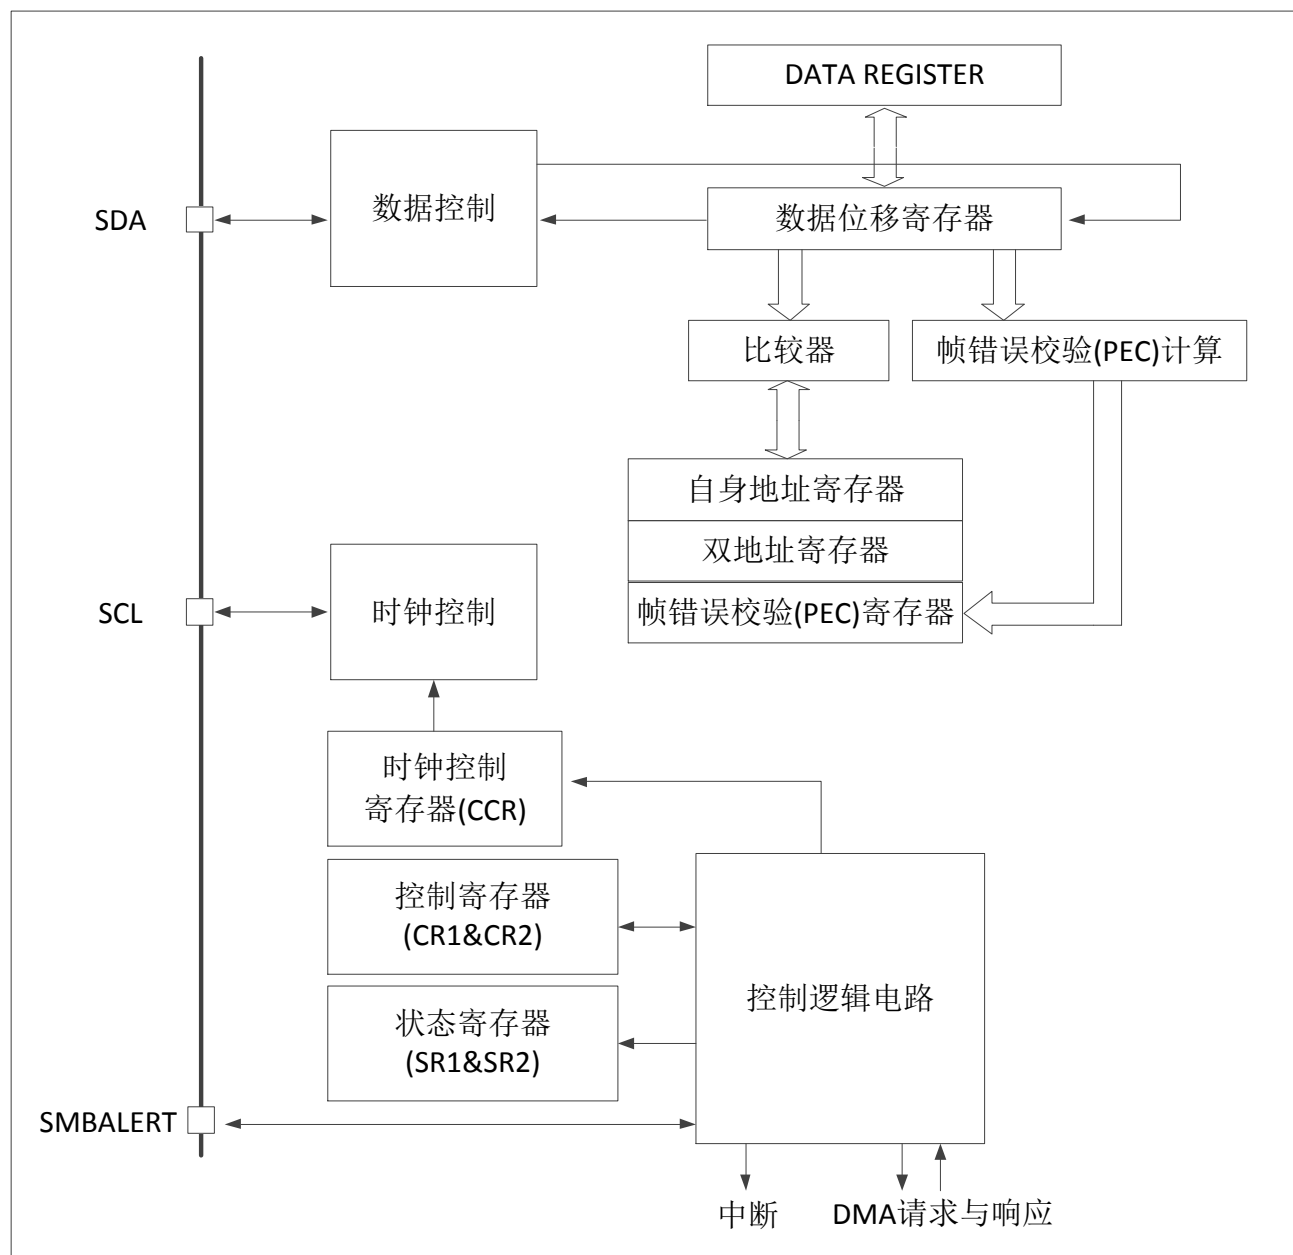 DATA REGISTER
数据控制
SDA
数据位移寄存器
比较器
帧错误校验(PEC)计算
自身地址寄存器
双地址寄存器
帧错误校验(PEC)寄存器
SCL
时钟控制
时钟控制
寄存器(CCR)
控制寄存器
(CR1&CR2)
控制逻辑电路
状态寄存器
(SR1&SR2)
SMBALERT
中断
DMA请求与响应